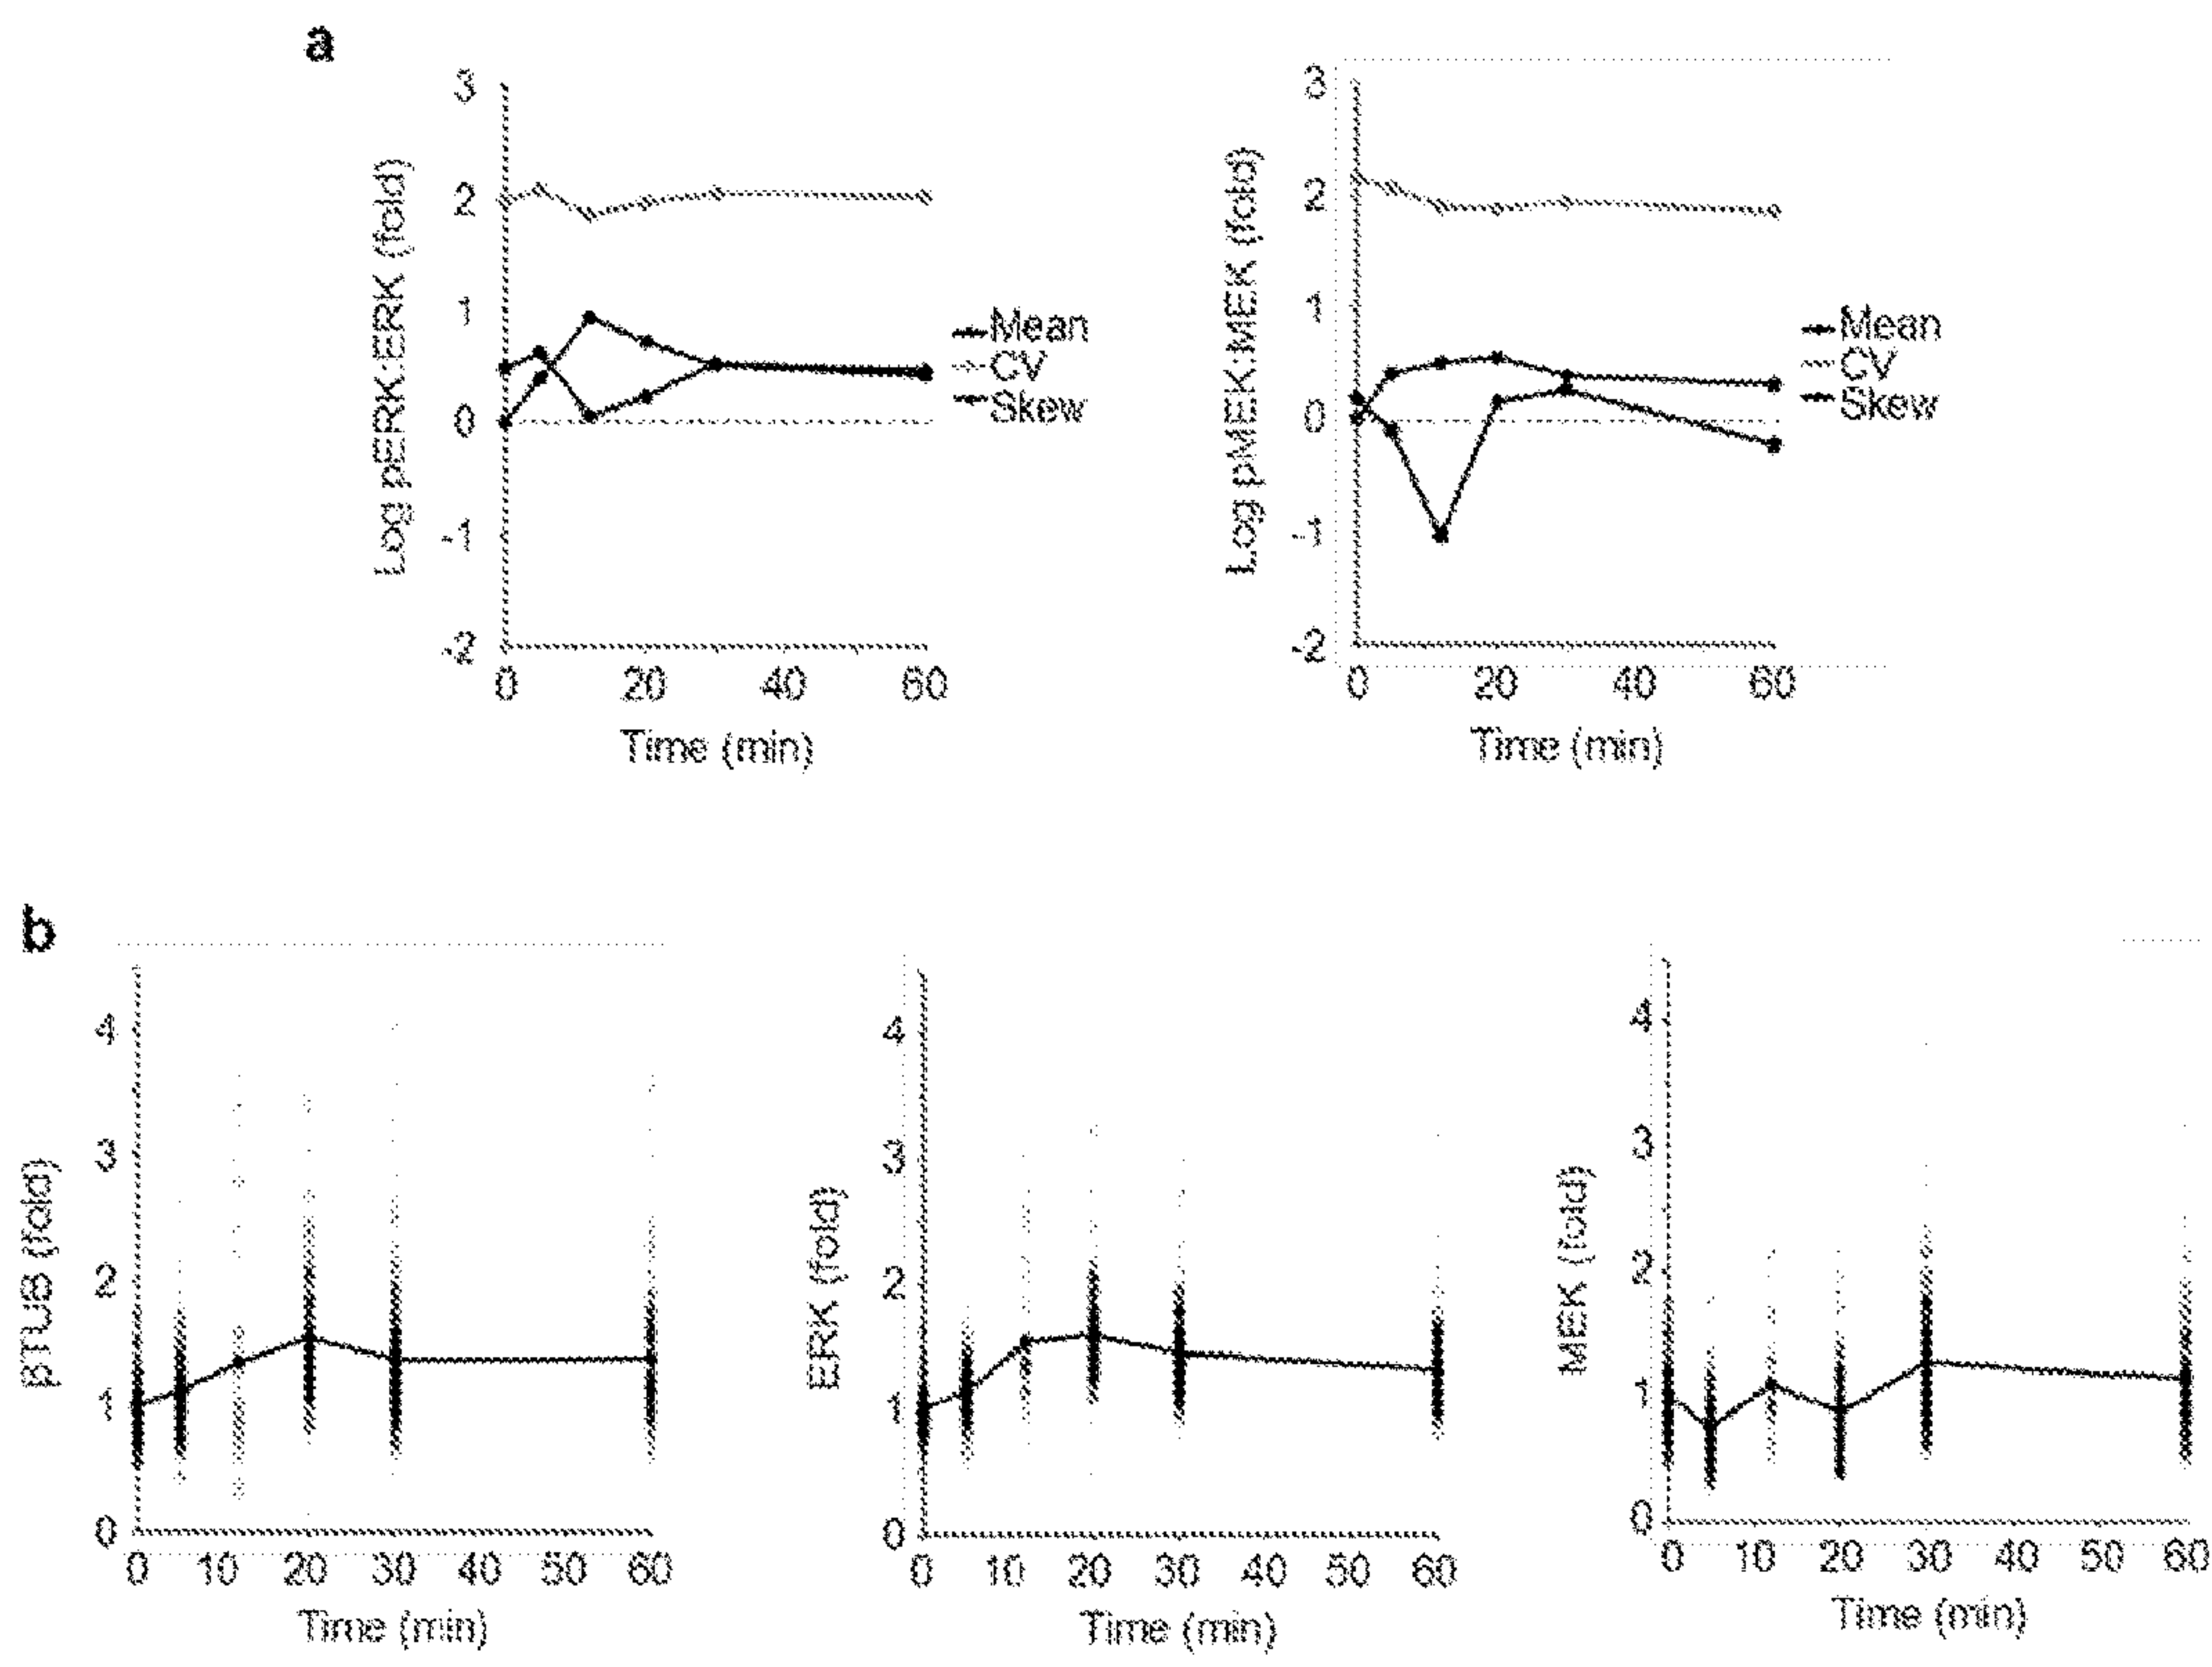 a
3
2
1
0
-1
-2
Log pERK:ERK (fold)
0 20 40 60
Time (min)
Mean
CV
Skew
3
2
1
0
-1
-2
Log pMEK:MEK (fold)
0 20 40 60
Time (min)
Mean
CV
Skew
b
4
3
2
1
0
βTUB (fold)
0 10 20 30 40 50 60
Time (min)
4
3
2
1
0
ERK (fold)
0 10 20 30 40 50 60
Time (min)
4
3
2
1
0
MEK (fold)
0 10 20 30 40 50 60
Time (min)